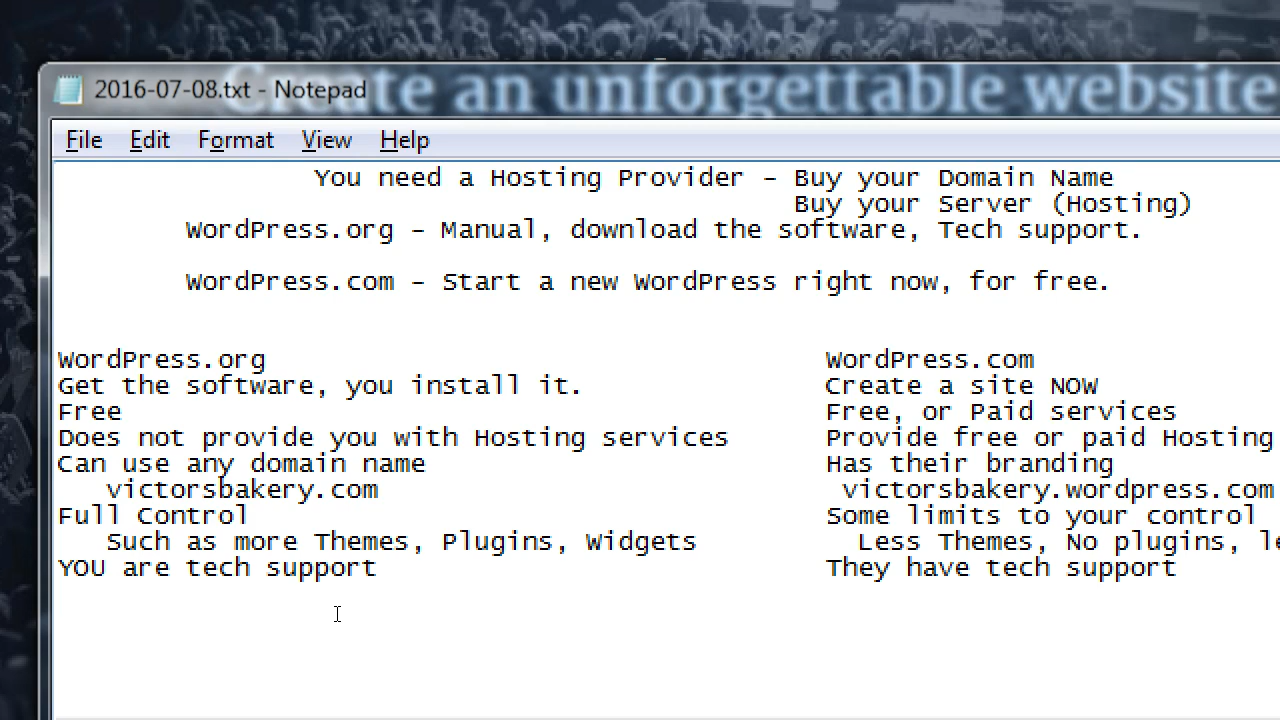 Create an unforgettable website
2016-07-08.txt - Notepad
File Edit Format View Help
You need a Hosting Provider - Buy your Domain Name
Buy your Server (Hosting)
WordPress.org - Manual, download the software, Tech support.
WordPress.com - Start a new WordPress right now, for free.
WordPress.org WordPress.com
Get the software, you install it. Create a site NOW
Free Free, or Paid services
Does not provide you with Hosting services Provide free or paid Hosting
Can use any domain name Has their branding
victorsbakery.com victorsbakery.wordpress.com
Full Control Some limits to your control
Such as more Themes, Plugins, Widgets Less Themes, No plugins,
YOU are tech support They have tech support